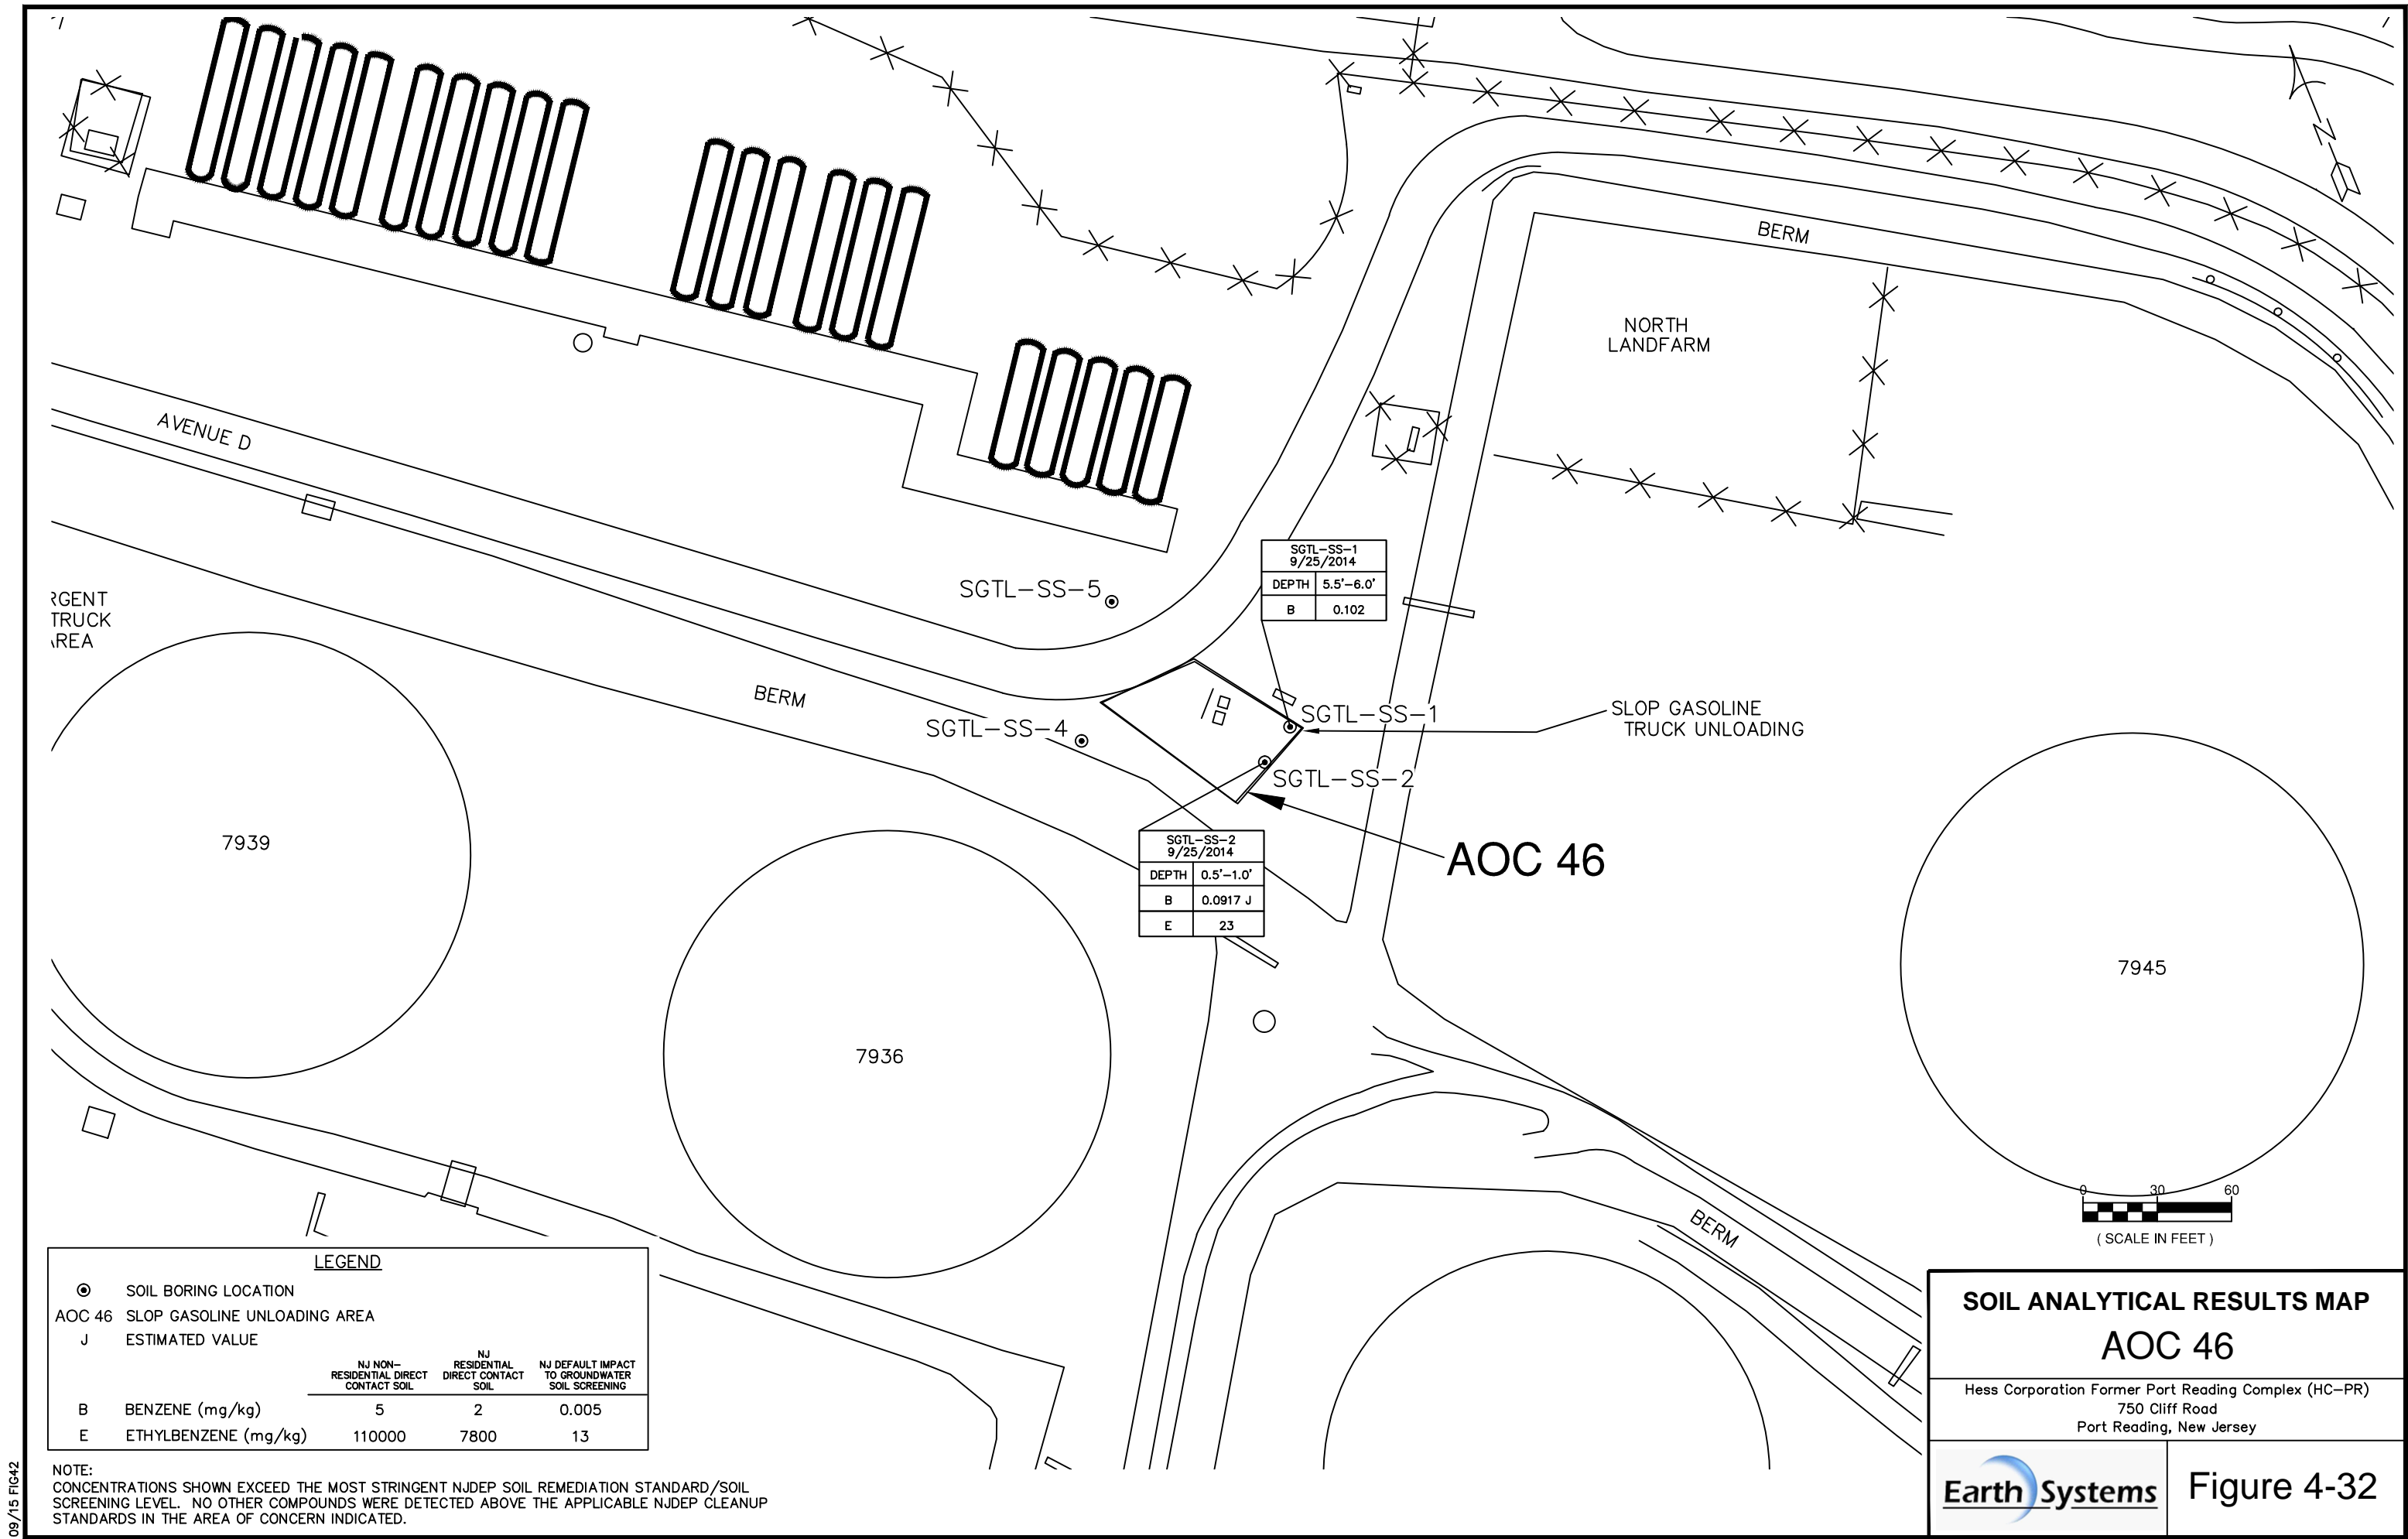 N
BERM
NORTH
LANDFARM
AVENUE D
SGTL-SS-1
9/25/2014
DEPTH 5.5'-6.0'
B 0.102
SGTL-SS-5
RGENT
TRUCK
AREA
BERM
SGTL-SS-4
SGTL-SS-1
SLOP GASOLINE
TRUCK UNLOADING
SGTL-SS-2
AOC 46
SGTL-SS-2
9/25/2014
DEPTH 0.5'-1.0'
B 0.0917 J
E 23
7939
7936
7945
BERM
0 30 60
( SCALE IN FEET )
LEGEND
SOIL BORING LOCATION
AOC 46 SLOP GASOLINE UNLOADING AREA
J ESTIMATED VALUE
NJ NON-
RESIDENTIAL DIRECT
CONTACT SOIL
NJ
RESIDENTIAL
DIRECT CONTACT
SOIL
NJ DEFAULT IMPACT
TO GROUNDWATER
SOIL SCREENING
B BENZENE (mg/kg) 5 2 0.005
E ETHYLBENZENE (mg/kg) 110000 7800 13
NOTE:
CONCENTRATIONS SHOWN EXCEED THE MOST STRINGENT NJDEP SOIL REMEDIATION STANDARD/SOIL
SCREENING LEVEL. NO OTHER COMPOUNDS WERE DETECTED ABOVE THE APPLICABLE NJDEP CLEANUP
STANDARDS IN THE AREA OF CONCERN INDICATED.
09/15 FIG42
SOIL ANALYTICAL RESULTS MAP
AOC 46
Hess Corporation Former Port Reading Complex (HC-PR)
750 Cliff Road
Port Reading, New Jersey
Earth Systems
Figure 4-32